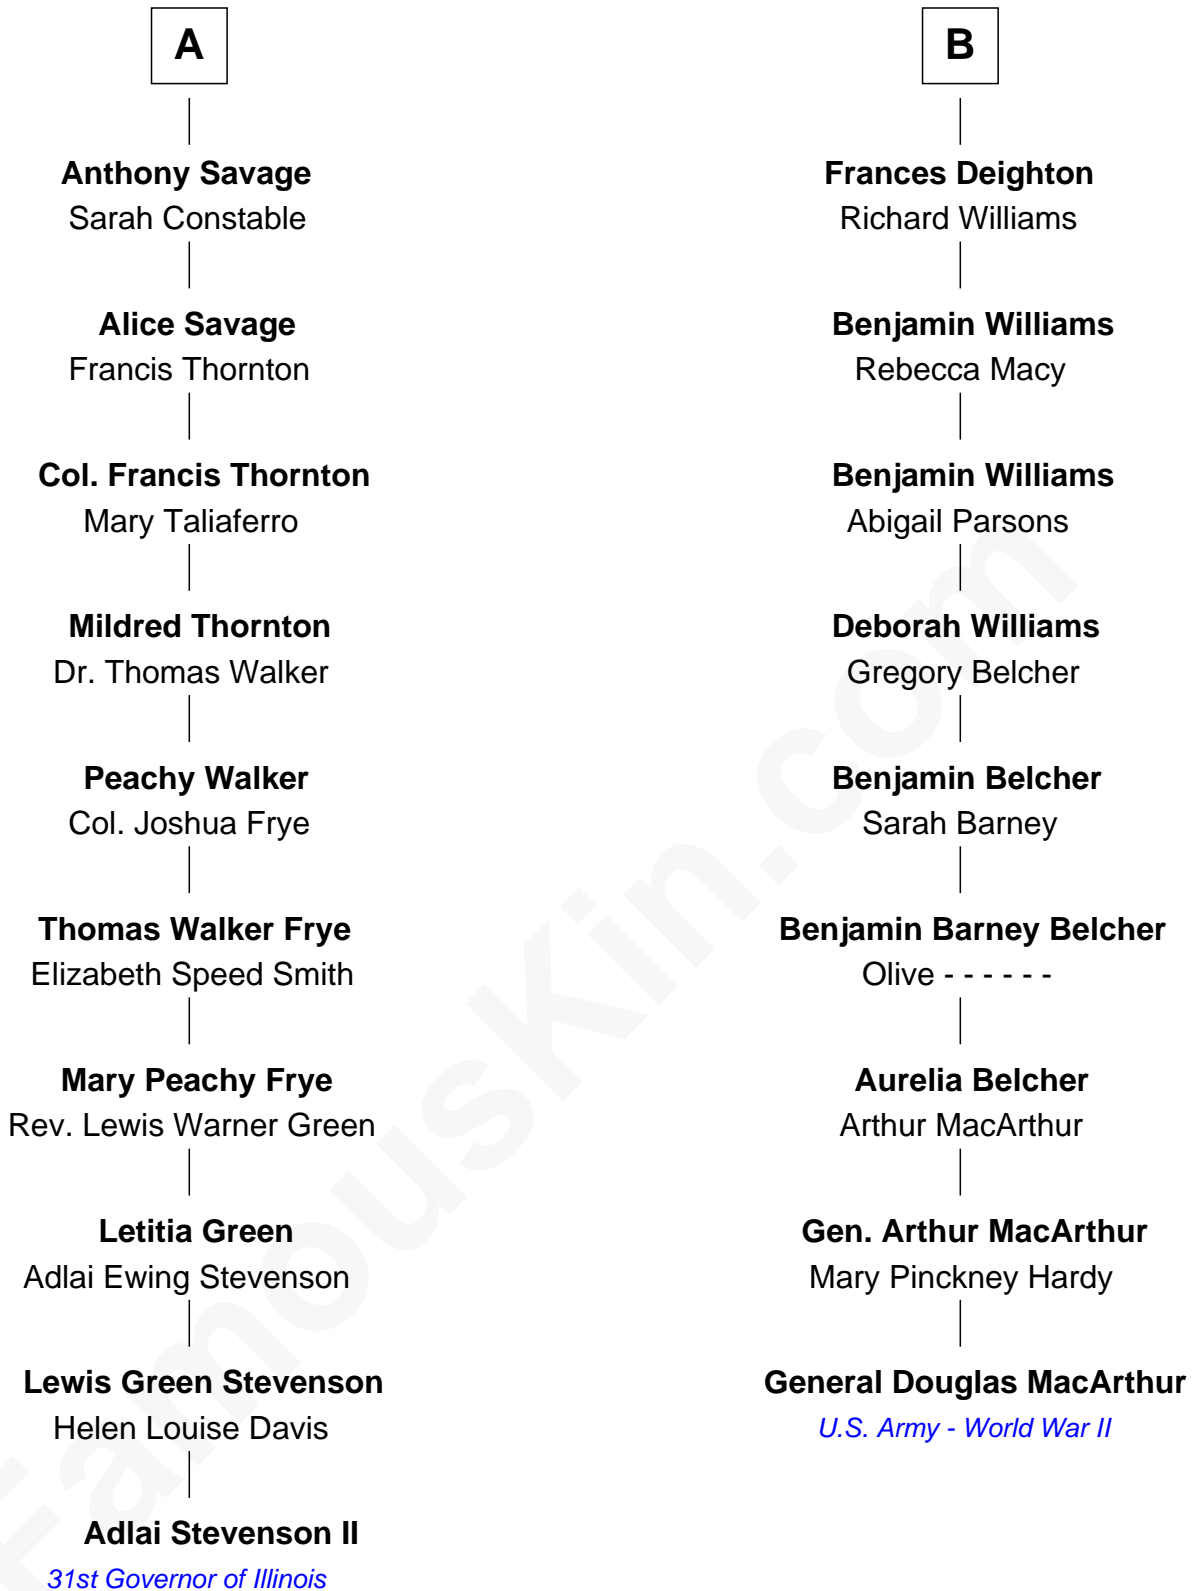 A
Anthony Savage
Sarah Constable
Alice Savage
Francis Thornton
Col. Francis Thornton
Mary Taliaferro
Mildred Thornton
Dr. Thomas Walker
Peachy Walker
Col. Joshua Frye
Thomas Walker Frye
Elizabeth Speed Smith
Mary Peachy Frye
Rev. Lewis Warner Green
Letitia Green
Adlai Ewing Stevenson
Lewis Green Stevenson
Helen Louise Davis
Adlai Stevenson II
31st Governor of Illinois
B
Frances Deighton
Richard Williams
Benjamin Williams
Rebecca Macy
Benjamin Williams
Abigail Parsons
Deborah Williams
Gregory Belcher
Benjamin Belcher
Sarah Barney
Benjamin Barney Belcher
Olive - - - - - -
Aurelia Belcher
Arthur MacArthur
Gen. Arthur MacArthur
Mary Pinckney Hardy
General Douglas MacArthur
U.S. Army - World War II
FamousKin.com